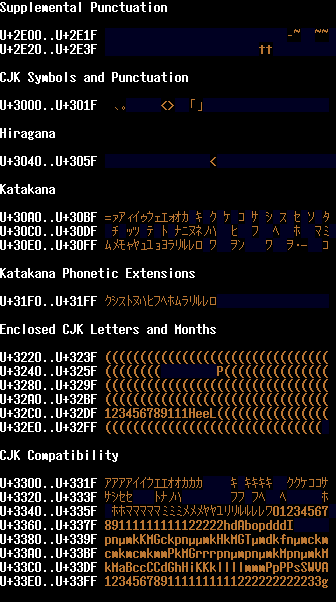 Supplemental Punctuation
U+2E00..U+2E1F -~ ~~
U+2E20..U+2E3F ††
CJK Symbols and Punctuation
U+3000..U+301F ､｡ <> ｢｣
Hiragana
U+3040..U+305F <
Katakana
U+30A0..U+30BF =ｧｱｨｲｩｳｪｴｫｵｶ ｷ ｸ ｹ ｺ ｻ ｼ ｽ ｾ ｿ ﾀ
U+30C0..U+30DF ﾁ ｯﾂ ﾃ ﾄ ﾅﾆﾇﾈﾉﾊ ﾋ ﾌ ﾍ ﾎ ﾏﾐ
U+30E0..U+30FF ﾑﾒﾓｬﾔｭﾕｮﾖﾗﾘﾙﾚﾛ ﾜ ｦﾝ ﾜ ｦ･ｰ ｺ
Katakana Phonetic Extensions
U+31F0..U+31FF ｸｼｽﾄﾇﾊﾋﾌﾍﾎﾑﾗﾘﾙﾚﾛ
Enclosed CJK Letters and Months
U+3220..U+323F ((((((((((((((((((((((((((((((((
U+3240..U+325F (((((((( P(((((((((((((((
U+3280..U+329F ((((((((((((((((((((((((((((((((
U+32A0..U+32BF ((((((((((((((((((((((((((((((((
U+32C0..U+32DF 123456789111HeeL((((((((((((((((
U+32E0..U+32FF (((((((((((((((((((((((((((((((
CJK Compatibility
U+3300..U+331F ｱｱｱｱｲｲｳｴｴｵｵｶｶｶ ｷ ｷｷｷｷ ｸｸｹｺｺｻ
U+3320..U+333F ｻｼｾｾ ﾄﾅﾉﾊ ﾌﾌ ﾍ ﾍ ﾎ
U+3340..U+335F ﾎﾎﾏﾏﾏﾏﾐﾐﾐﾒﾒﾒﾔﾔﾕﾘﾘﾙﾙﾚﾚﾜ01234567
U+3360..U+337F 89111111111122222hdAbopdddI
U+3380..U+339F pnµmkKMGckpnµµmkHkMGTµmdkfnµmckm
U+33A0..U+33BF cmkmcmkmmPkMGrrrpnµmpnµmkMpnµmkM
U+33C0..U+33DF kMaBccCCdGhHiKKkllllmmmPpPPsSWVA
U+33E0..U+33FF 1234567891111111111222222222233g